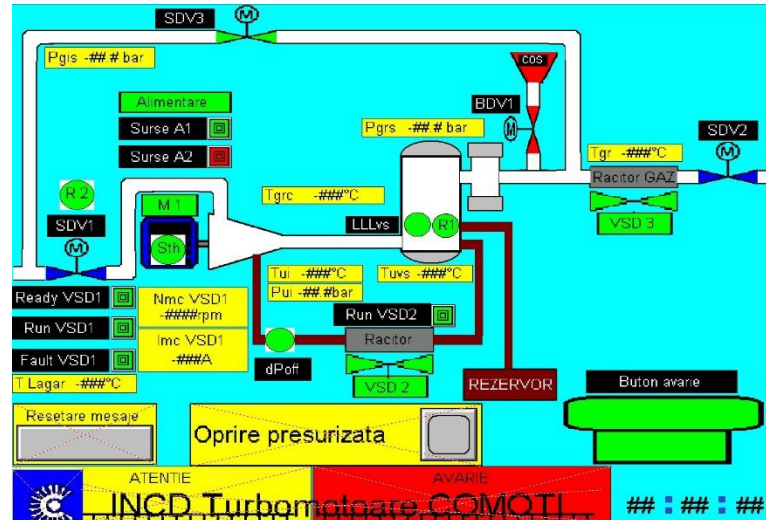 SDV3
M
Pgis -##.# bar
cos
Alimentare
BDV1
Surse A1
Pgrs -##.# bar
M
SDV2
M
Surse A2
Tgr -###°C
Racitor GAZ
R 2
Tgrc -###°C
M 1
SDV1
LLLvs
R1
VSD 3
M
Sth
Tui -###°C
Tuvs -###°C
Pui -##.#bar
Ready VSD1
Nmc VSD1
-####rpm
Run VSD2
Run VSD1
Imc VSD1
-###A
Racitor
Fault VSD1
dPoff
T Lagar -###°C
VSD 2
REZERVOR
Buton avarie
Resetare mesaje
Oprire presurizata
ATENTIE
AVARIE
INCD Turbomotoare COMOTI
## : ## : ##